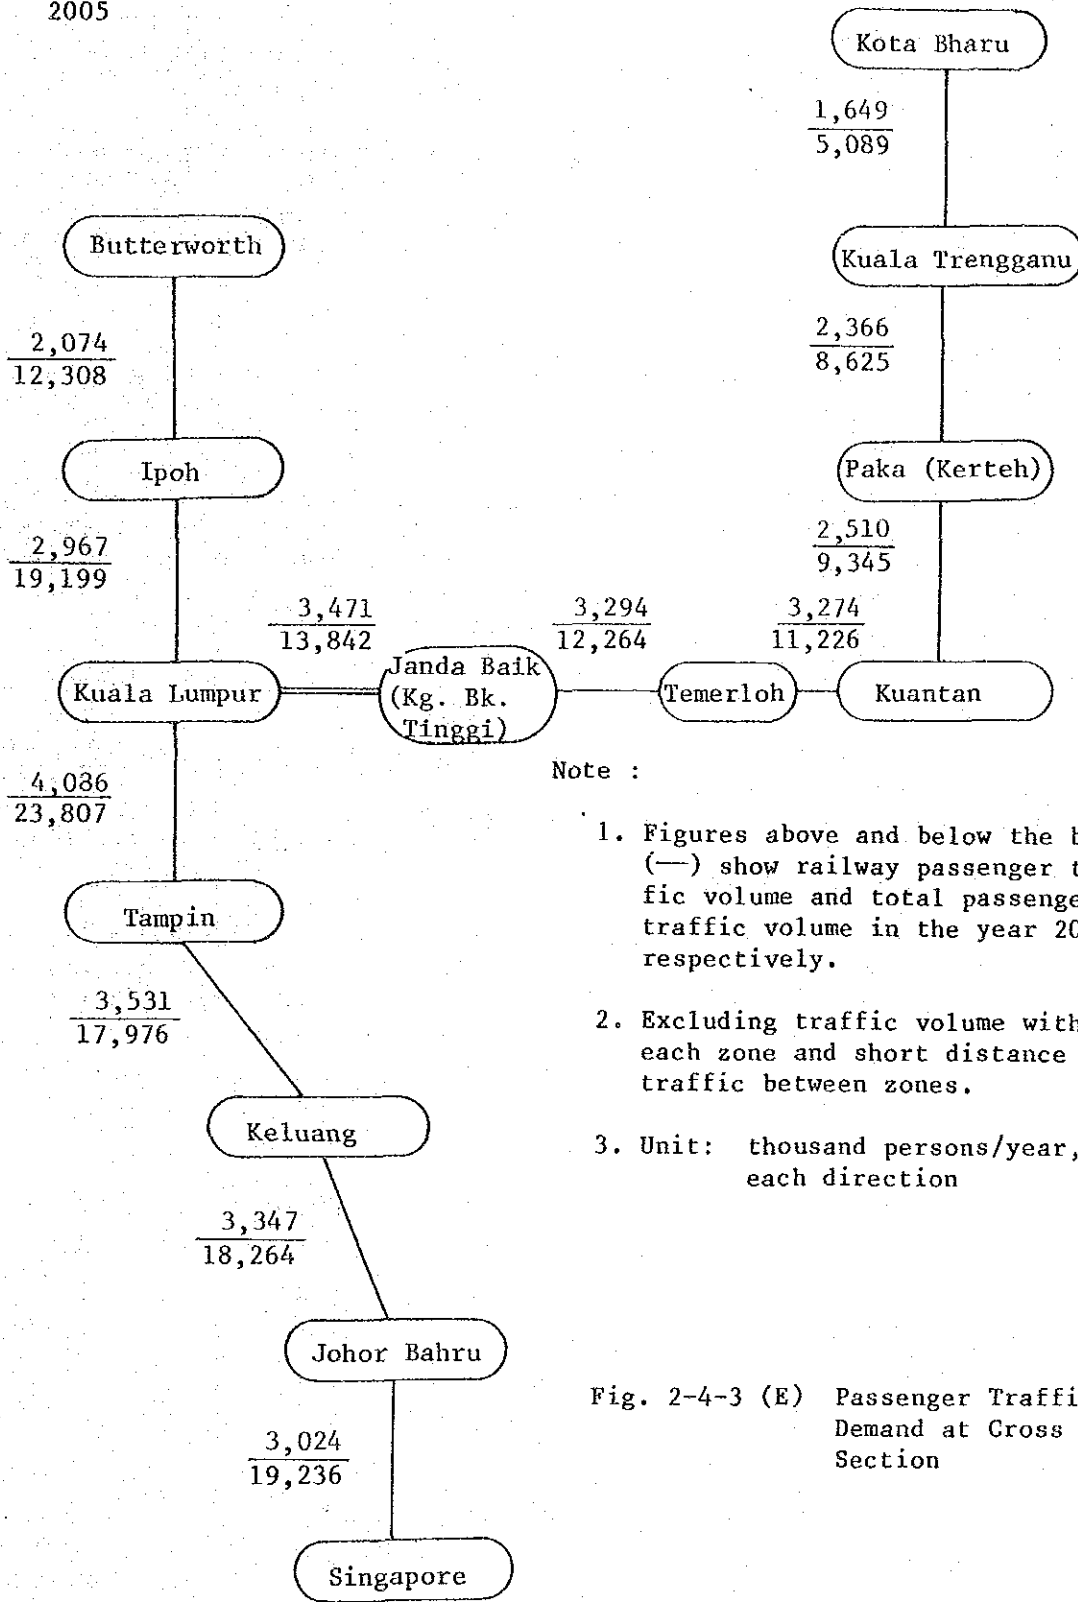 2005
Kota Bharu
1,649
5,089
Butterworth
Kuala Trengganu
2,074
12,308
2,366
8,625
Ipoh
Paka (Kerteh)
2,967
19,199
2,510
9,345
3,471
13,842
3,294
12,264
3,274
11,226
Kuala Lumpur
Janda Baik
(Kg. Bk.
Tinggi)
Temerloh
Kuantan
4,086
23,807
Note :
1. Figures above and below the
(—) show railway passenger
fic volume and total
traffic volume in the year
respectively.
Tampin
3,531
17,976
2. Excluding traffic volume
each zone and short distance
traffic between zones.
Keluang
3. Unit: thousand persons/year,
each direction
3,347
18,264
Johor Bahru
Fig. 2-4-3 (E) Passenger
Demand at Cross
Section
3,024
19,236
Singapore